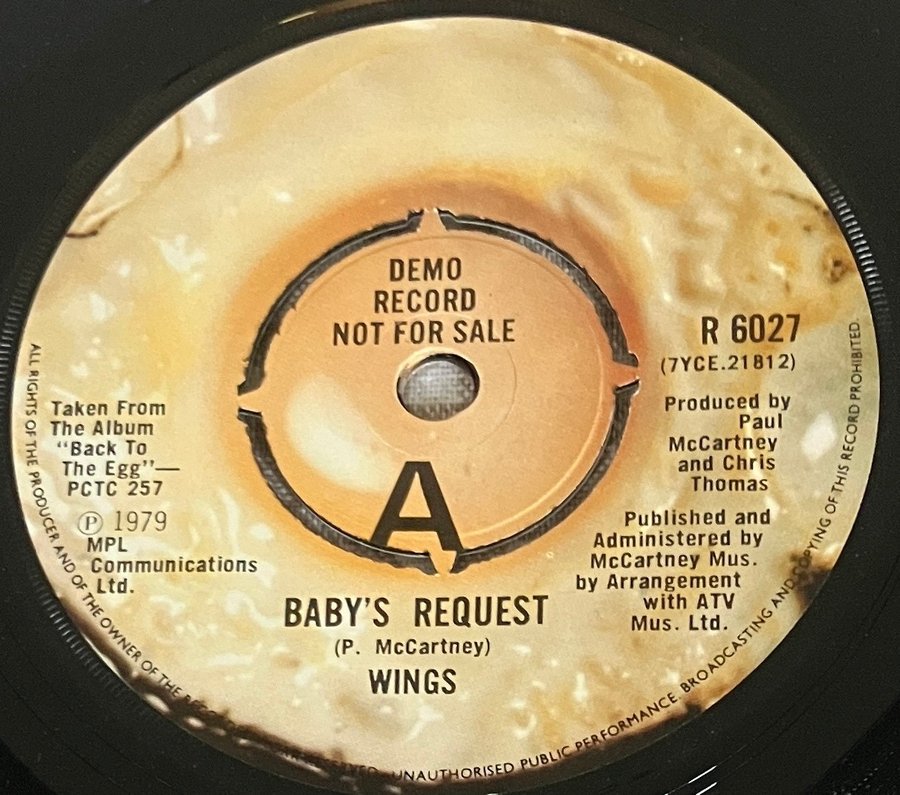 DEMO
RECORD
NOT FOR SALE
R 6027
(7YCE.21812)
Taken From
The Album
"Back To
The Egg"—
PCTC 257
℗ 1979
MPL
Communications
Ltd.
Produced by
Paul
McCartney
and Chris
Thomas
Published and
Administered by
McCartney Mus.
by Arrangement
with ATV
Mus. Ltd.
A
BABY'S REQUEST
(P. McCartney)
WINGS
ALL RIGHTS OF THE PRODUCER AND OF THE OWNER OF THE UNAUTHORISED PUBLIC PERFORMANCE, BROADCASTING AND COPYING OF THIS RECORD PROHIBITED.